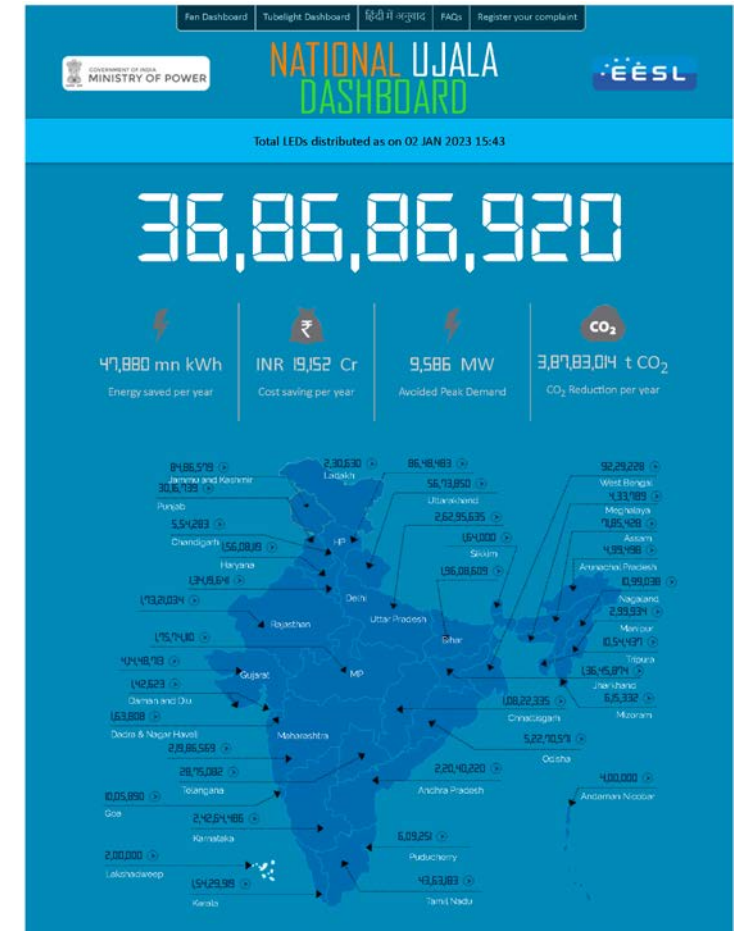 Fan Dashboard Tubelight Dashboard हिंदी में अनुवाद FAQs Register your complaint
GOVERNMENT OF INDIA
MINISTRY OF POWER
NATIONAL UJALA
DASHBOARD
EESL
Total LEDs distributed as on 02 JAN 2023 15:43
36,86,86,920
CO₂
47,880 mn kWh INR 19,152 Cr 9,586 MW 3,87,83,014 t CO₂
Energy saved per year Cost saving per year Avoided Peak Demand CO₂ Reduction per year
84,86,579
Jammu and Kashmir
2,30,630
Ladakh
86,48,483
92,29,228
West Bengal
30,16,739
Punjab
56,73,850
Uttarakhand
4,33,789
Meghalaya
5,54,283
Chandigarh
HP
2,62,95,635
71,85,428
Assam
1,56,08,119
Haryana
1,64,000
Sikkim
4,99,498
Arunachal Pradesh
1,34,19,641
Delhi
1,96,08,609
10,99,038
Nagaland
1,73,21,034
Rajasthan
Uttar Pradesh
Bihar
2,99,934
Manipur
1,75,74,110
MP
10,54,437
Tripura
4,14,48,713
Gujarat
1,36,45,874
Jharkhand
1,42,623
Daman and Diu
1,08,22,335
Chhattisgarh
6,15,332
Mizoram
1,63,808
Dadra & Nagar Haveli
Maharashtra
5,22,70,571
Odisha
2,19,86,569
28,75,082
Telangana
2,20,40,220
Andhra Pradesh
4,00,000
Andaman Nicobar
10,05,890
Goa
2,42,64,486
Karnataka
6,09,251
Puducherry
2,00,000
Lakshadweep
1,54,29,919
Kerala
43,63,183
Tamil Nadu